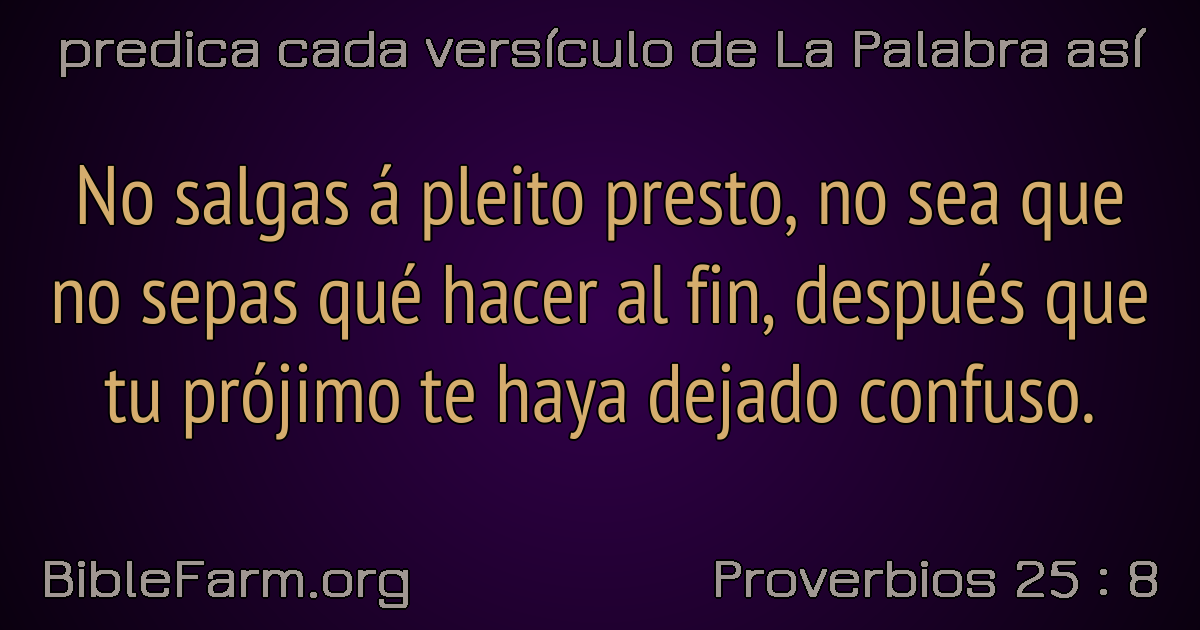 predica cada versículo de La Palabra así
No salgas á pleito presto, no sea que
no sepas qué hacer al fin, después que
tu prójimo te haya dejado confuso.
BibleFarm.org
Proverbios 25 : 8